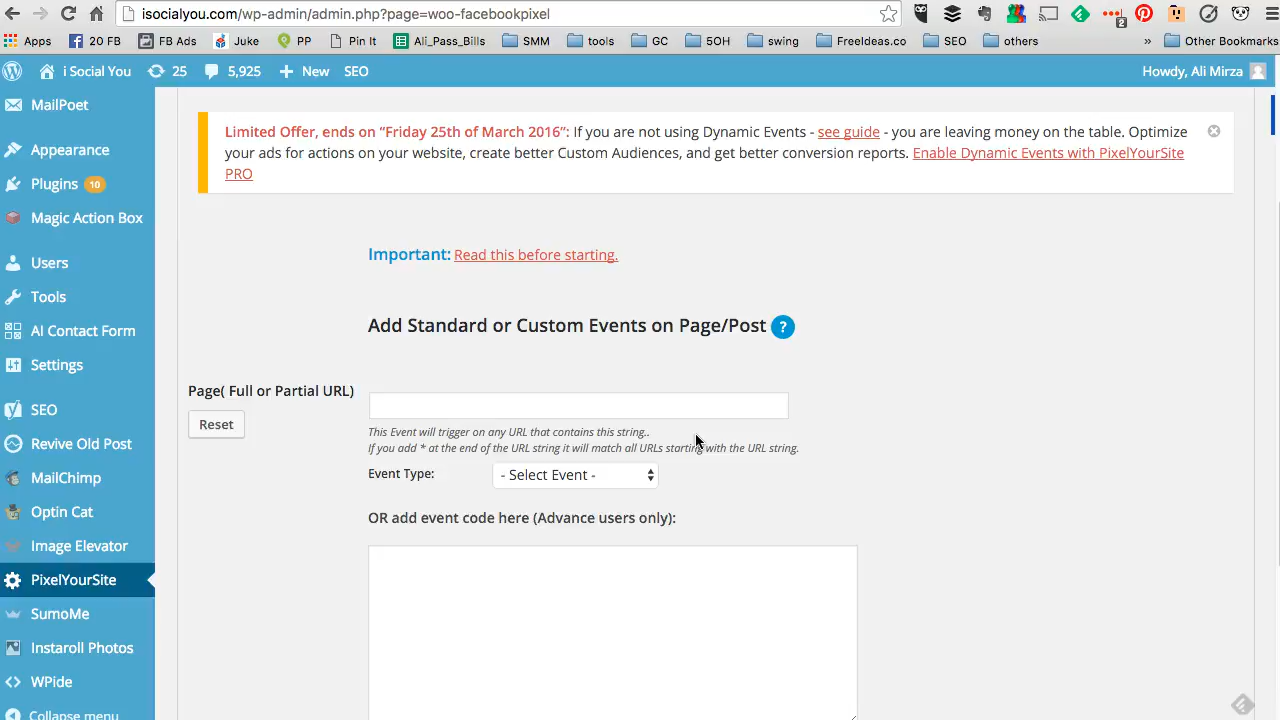 isocialyou.com/wp-admin/admin.php?page=woo-facebookpixel
2
Apps 20 FB FB Ads Juke PP Pin It Ali_Pass_Bills SMM tools GC 5OH swing FreeIdeas.co SEO others » Other Bookmarks
i Social You 25 5,925 New SEO Howdy, Ali Mirza
MailPoet
Appearance
Plugins 10
Magic Action Box
Users
Tools
AI Contact Form
Settings
SEO
Revive Old Post
MailChimp
Optin Cat
Image Elevator
PixelYourSite
SumoMe
Instaroll Photos
WPide
Collapse menu
Limited Offer, ends on “Friday 25th of March 2016”: If you are not using Dynamic Events - see guide - you are leaving money on the table. Optimize
your ads for actions on your website, create better Custom Audiences, and get better conversion reports. Enable Dynamic Events with PixelYourSite
PRO
Important: Read this before starting.
Add Standard or Custom Events on Page/Post ?
Page( Full or Partial URL)
Reset
This Event will trigger on any URL that contains this string..
If you add * at the end of the URL string it will match all URLs starting with the URL string.
Event Type: - Select Event -
OR add event code here (Advance users only):